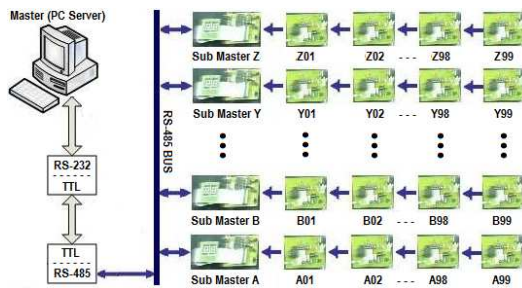 Master (PC Server)
Sub Master Z Z01 Z02 - - - Z98 Z99
Sub Master Y Y01 Y02 - - - Y98 Y99
RS-485 BUS
RS-232
TTL
Sub Master B B01 B02 - - - B98 B99
TTL
RS-485
Sub Master A A01 A02 - - - A98 A99